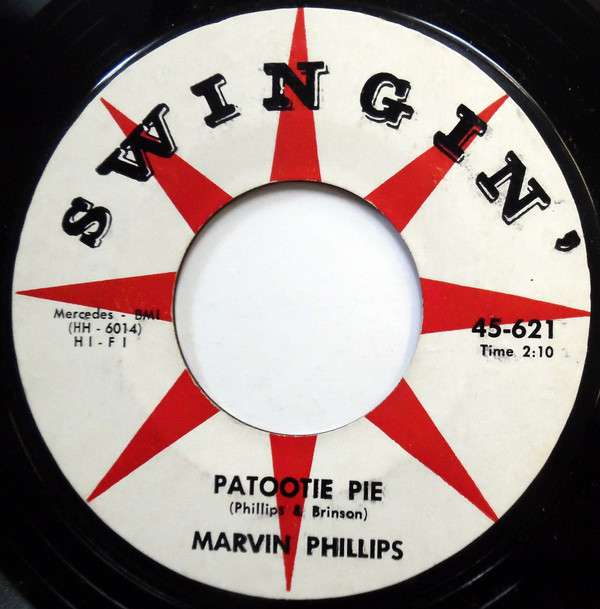 SWINGIN'
Mercedes - BMI
(HH - 6014)
HI-FI
45-621
Time 2:10
PATOOTIE PIE
(Phillips & Brinson)
MARVIN PHILLIPS